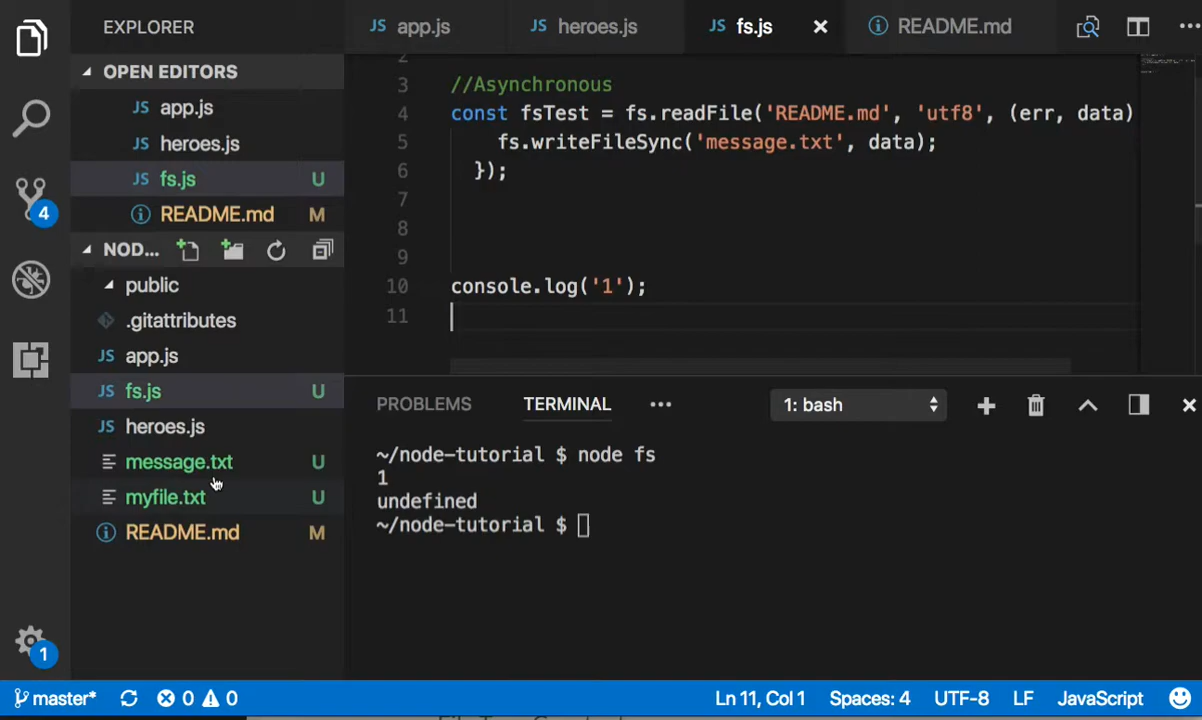 EXPLORER
JS app.js
JS heroes.js
JS fs.js
README.md
OPEN EDITORS
JS app.js
JS heroes.js
JS fs.js U
README.md M
NOD...
public
.gitattributes
JS app.js
JS fs.js U
JS heroes.js
message.txt U
myfile.txt U
README.md M
4
1
2
3 //Asynchronous
4 const fsTest = fs.readFile('README.md', 'utf8', (err, data)
5 fs.writeFileSync('message.txt', data);
6 });
7
8
9
10 console.log('1');
11
PROBLEMS TERMINAL ••• 1: bash
~/node-tutorial $ node fs
1
undefined
~/node-tutorial $
master* 0 0 Ln 11, Col 1 Spaces: 4 UTF-8 LF JavaScript